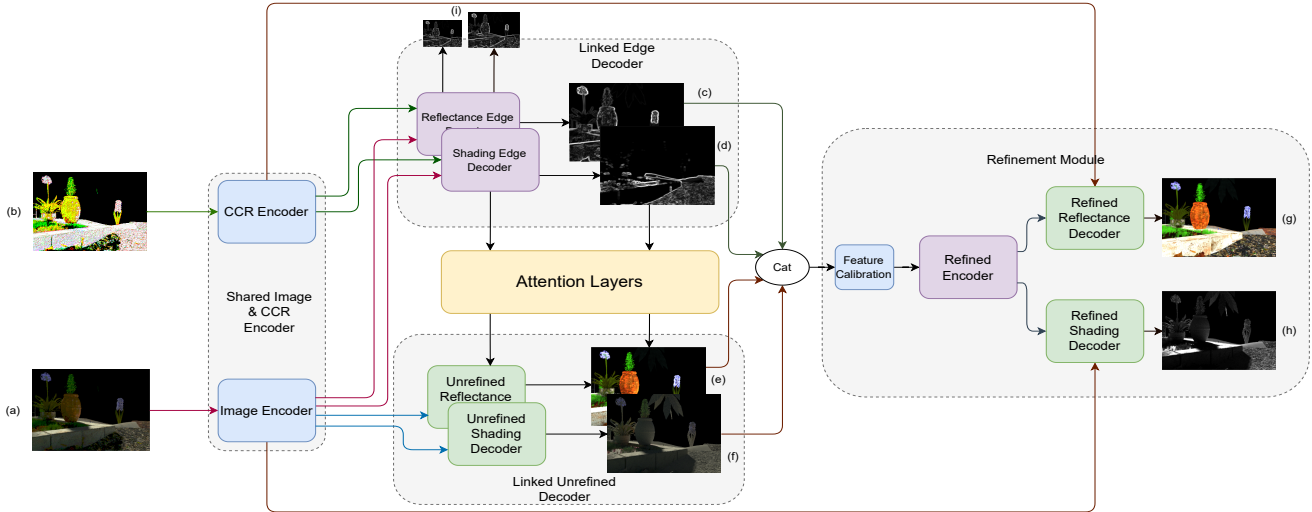 (i)
Linked Edge
Decoder
(c)
Reflectance Edge
(d)
Shading Edge
Decoder
Refinement Module
(b)
CCR Encoder
Refined
Reflectance
Decoder
(g)
Cat
Feature
Calibration
Refined
Encoder
Attention Layers
Shared Image
& CCR
Encoder
Refined
Shading
Decoder
(h)
(e)
Unrefined
Reflectance
(a)
Image Encoder
Unrefined
Shading
Decoder
(f)
Linked Unrefined
Decoder